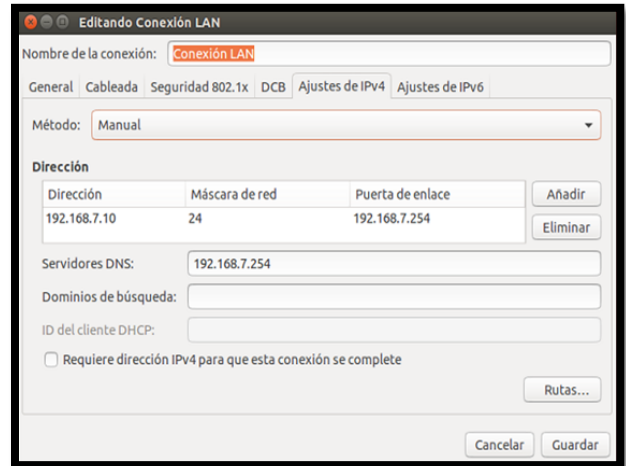 Editando Conexión LAN
Nombre de la conexión: Conexión LAN
General Cableada Seguridad 802.1x DCB Ajustes de IPv4 Ajustes de IPv6
Método: Manual
Dirección
Dirección Máscara de red Puerta de enlace Añadir
192.168.7.10 24 192.168.7.254
Eliminar
Servidores DNS: 192.168.7.254
Dominios de búsqueda:
ID del cliente DHCP:
Requiere dirección IPv4 para que esta conexión se complete
Rutas...
Cancelar Guardar